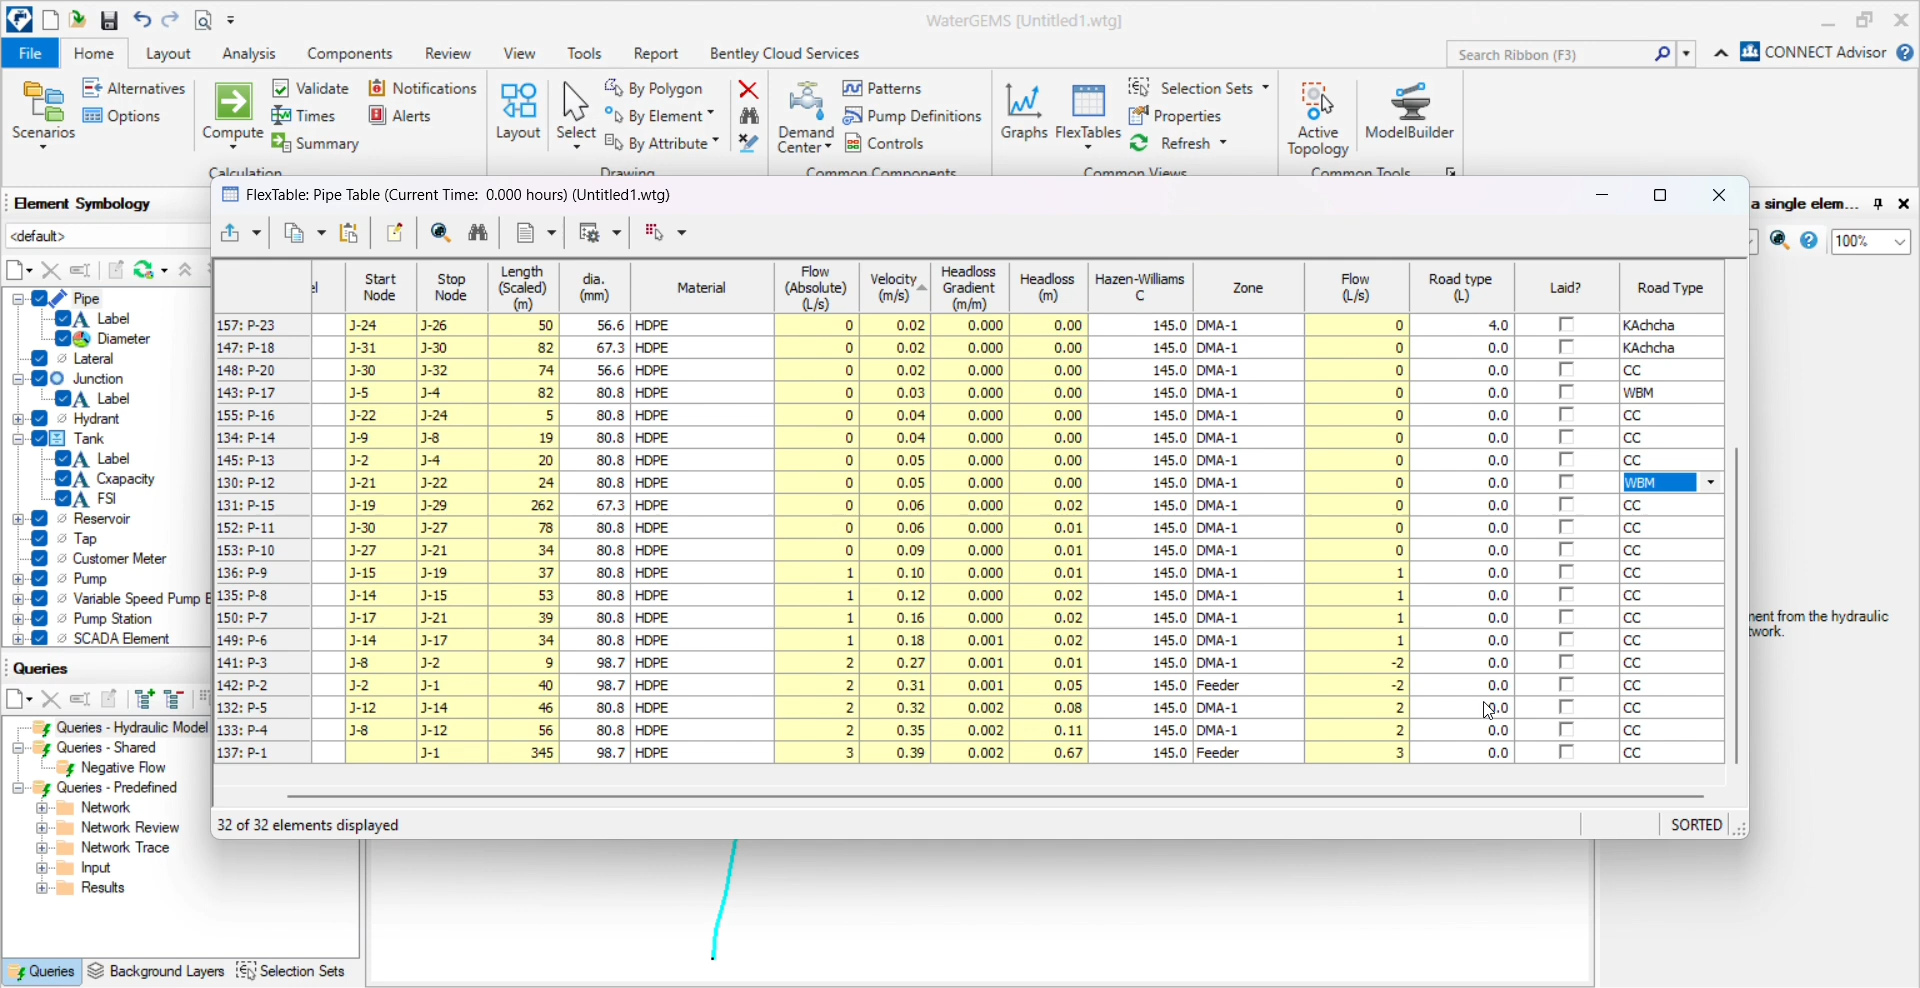 WaterGEMS [Untitled1.wtg]
File Home Layout Analysis Components Review View Tools Report Bentley Cloud Services
Search Ribbon (F3) CONNECT Advisor
Scenarios Alternatives Options
Compute Validate Times Summary Notifications Alerts
Layout Select By Polygon By Element By Attribute
Demand Center Patterns Pump Definitions Controls
Graphs FlexTables Selection Sets Properties Refresh
Active Topology ModelBuilder
Calculation Drawing Common Components Common Views Common Tools
Element Symbology
<default>
Pipe
Label
Diameter
Lateral
Junction
Label
Hydrant
Tank
Label
Cxapacity
FSI
Reservoir
Tap
Customer Meter
Pump
Variable Speed Pump B
Pump Station
SCADA Element
Queries
Queries - Hydraulic Model
Queries - Shared
Negative Flow
Queries - Predefined
Network
Network Review
Network Trace
Input
Results
Queries Background Layers Selection Sets
FlexTable: Pipe Table (Current Time: 0.000 hours) (Untitled1.wtg)
el Start Node Stop Node Length (Scaled) (m) dia. (mm) Material Flow (Absolute) (L/s) Velocity (m/s) Headloss Gradient (m/m) Headloss (m) Hazen-Williams C Zone Flow (L/s) Road type (L) Laid? Road Type
157: P-23 J-24 J-26 50 56.6 HDPE 0 0.02 0.000 0.00 145.0 DMA-1 0 4.0 KAchcha
147: P-18 J-31 J-30 82 67.3 HDPE 0 0.02 0.000 0.00 145.0 DMA-1 0 0.0 KAchcha
148: P-20 J-30 J-32 74 56.6 HDPE 0 0.02 0.000 0.00 145.0 DMA-1 0 0.0 CC
143: P-17 J-5 J-4 82 80.8 HDPE 0 0.03 0.000 0.00 145.0 DMA-1 0 0.0 WBM
155: P-16 J-22 J-24 5 80.8 HDPE 0 0.04 0.000 0.00 145.0 DMA-1 0 0.0 CC
134: P-14 J-9 J-8 19 80.8 HDPE 0 0.04 0.000 0.00 145.0 DMA-1 0 0.0 CC
145: P-13 J-2 J-4 20 80.8 HDPE 0 0.05 0.000 0.00 145.0 DMA-1 0 0.0 CC
130: P-12 J-21 J-22 24 80.8 HDPE 0 0.05 0.000 0.00 145.0 DMA-1 0 0.0 WBM
131: P-15 J-19 J-29 262 67.3 HDPE 0 0.06 0.000 0.02 145.0 DMA-1 0 0.0 CC
152: P-11 J-30 J-27 78 80.8 HDPE 0 0.06 0.000 0.01 145.0 DMA-1 0 0.0 CC
153: P-10 J-27 J-21 34 80.8 HDPE 0 0.09 0.000 0.01 145.0 DMA-1 0 0.0 CC
136: P-9 J-15 J-19 37 80.8 HDPE 1 0.10 0.000 0.01 145.0 DMA-1 1 0.0 CC
135: P-8 J-14 J-15 53 80.8 HDPE 1 0.12 0.000 0.02 145.0 DMA-1 1 0.0 CC
150: P-7 J-17 J-21 39 80.8 HDPE 1 0.16 0.000 0.02 145.0 DMA-1 1 0.0 CC
149: P-6 J-14 J-17 34 80.8 HDPE 1 0.18 0.001 0.02 145.0 DMA-1 1 0.0 CC
141: P-3 J-8 J-2 9 98.7 HDPE 2 0.27 0.001 0.01 145.0 DMA-1 -2 0.0 CC
142: P-2 J-2 J-1 40 98.7 HDPE 2 0.31 0.001 0.05 145.0 Feeder -2 0.0 CC
132: P-5 J-12 J-14 46 80.8 HDPE 2 0.32 0.002 0.08 145.0 DMA-1 2 0.0 CC
133: P-4 J-8 J-12 56 80.8 HDPE 2 0.35 0.002 0.11 145.0 DMA-1 2 0.0 CC
137: P-1 J-1 345 98.7 HDPE 3 0.39 0.002 0.67 145.0 Feeder 3 0.0 CC
32 of 32 elements displayed SORTED
a single elem...
100%
ment from the hydraulic
twork.